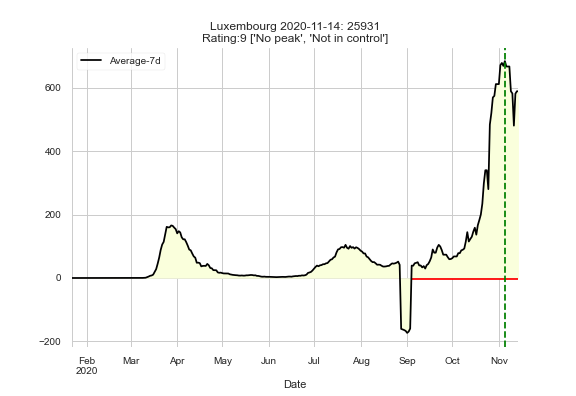 Luxembourg 2020-11-14: 25931
Rating:9 ['No peak', 'Not in control']
Average-7d
600
400
200
0
−200
Feb Mar Apr May Jun Jul Aug Sep Oct Nov
2020
Date